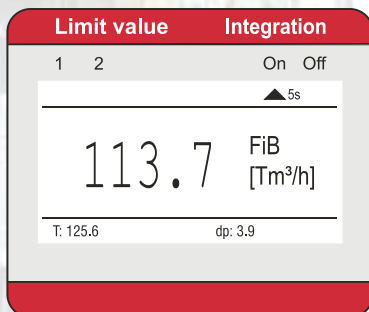 Limit value Integration
1 2 On Off
5s
113.7 FiB
[Tm³/h]
T: 125.6 dp: 3.9